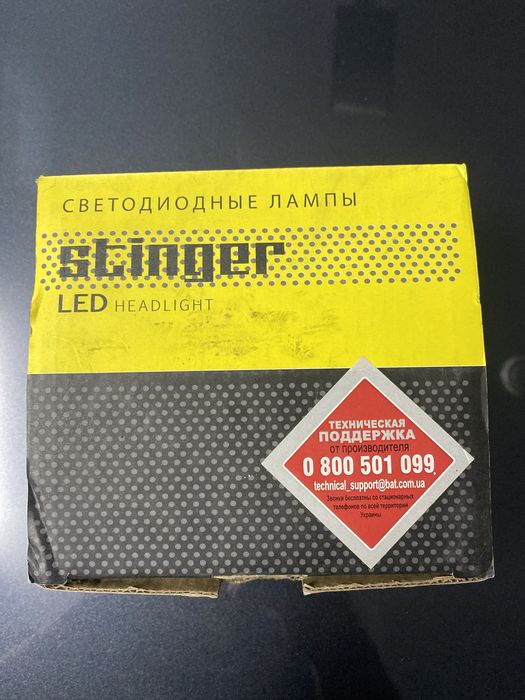 СВЕТОДИОДНЫЕ ЛАМПЫ
stinger
LED HEADLIGHT
ТЕХНИЧЕСКАЯ
ПОДДЕРЖКА
от производителя
0 800 501 099
technical_support@bat.com.ua
Звонки бесплатны со стационарных
телефонов по всей территории
Украины